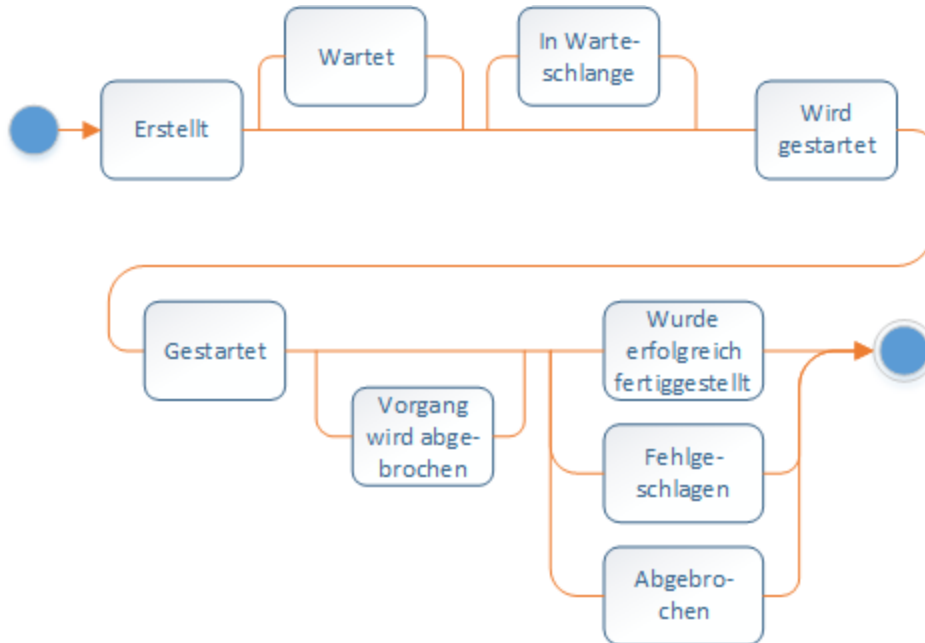 Erstellt
Wartet
In Warte-
schlange
Wird
gestartet
Gestartet
Vorgang
wird abge-
brochen
Wurde
erfolgreich
fertiggestellt
Fehlge-
schlagen
Abgebro-
chen